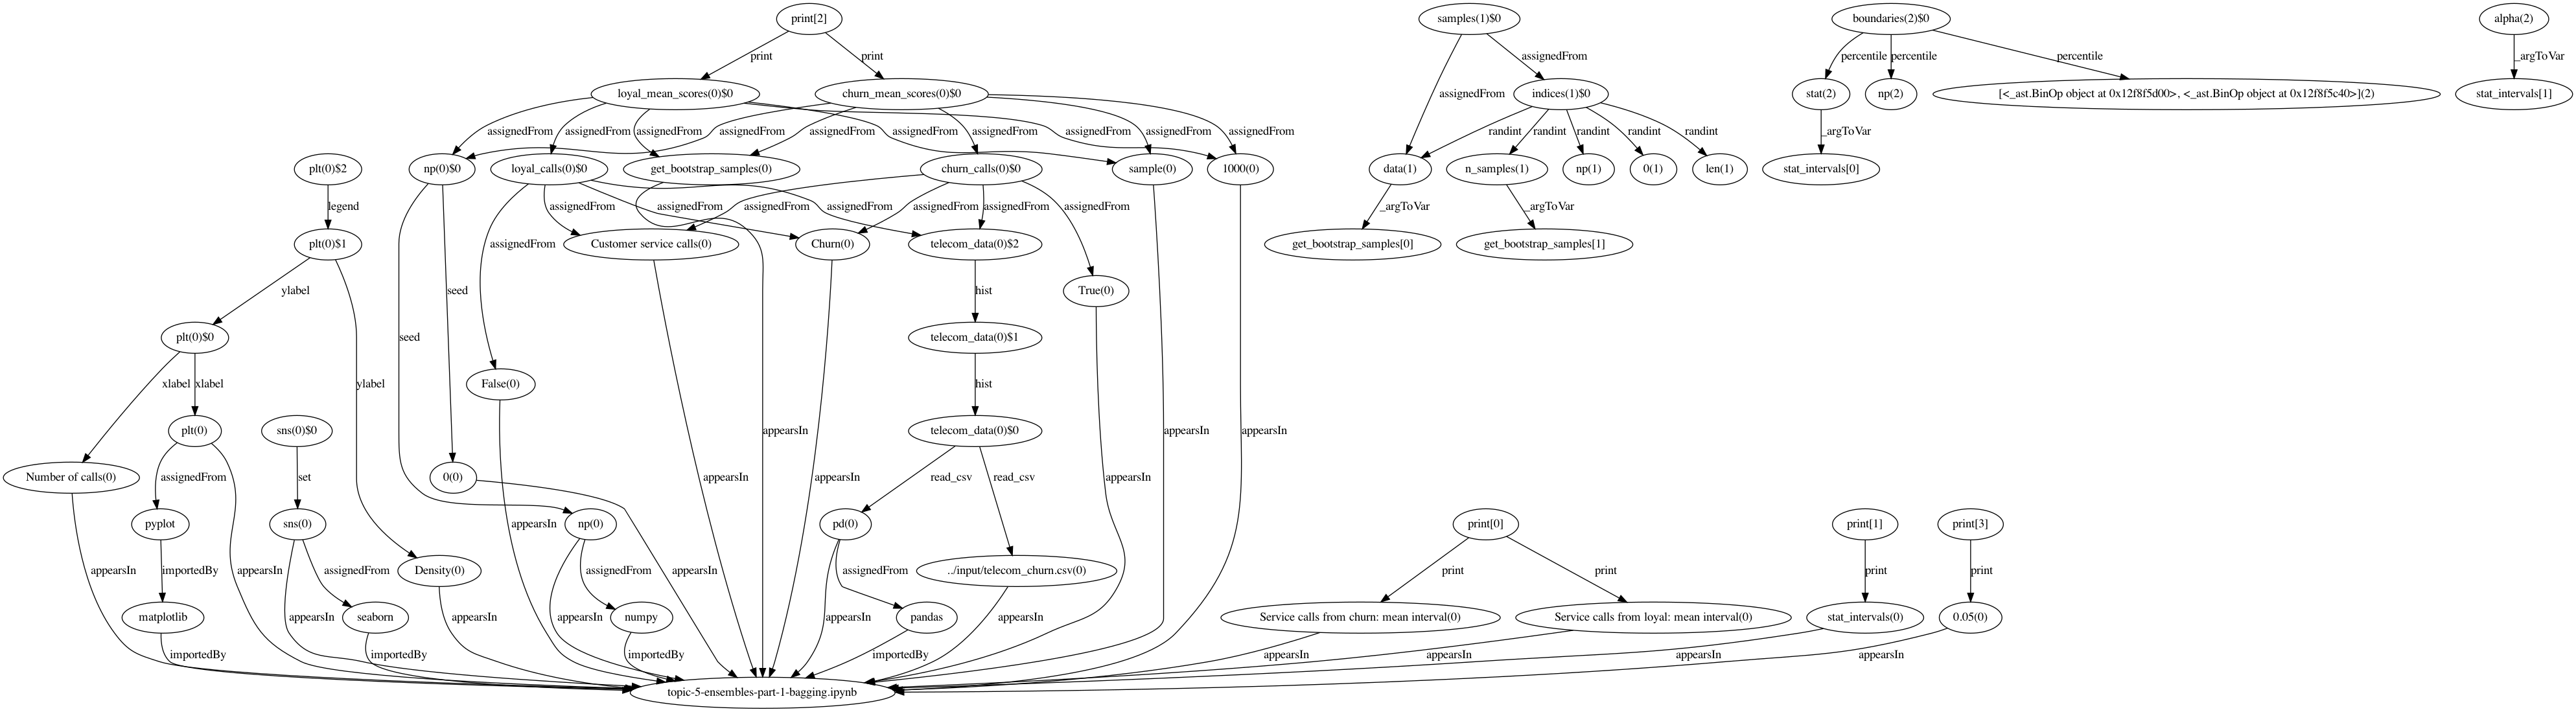 print[2]
samples(1)$0
boundaries(2)$0
alpha(2)
print
print
assignedFrom
percentile
percentile
percentile
_argToVar
loyal_mean_scores(0)$0
churn_mean_scores(0)$0
assignedFrom
indices(1)$0
stat(2)
np(2)
[<_ast.BinOp object at 0x12f8f5d00>, <_ast.BinOp object at 0x12f8f5c40>](2)
stat_intervals[1]
assignedFrom
assignedFrom
assignedFrom
assignedFrom
assignedFrom
assignedFrom
assignedFrom
assignedFrom
assignedFrom
randint
randint
randint
randint
randint
_argToVar
plt(0)$2
np(0)$0
loyal_calls(0)$0
get_bootstrap_samples(0)
churn_calls(0)$0
sample(0)
1000(0)
data(1)
n_samples(1)
np(1)
0(1)
len(1)
stat_intervals[0]
legend
assignedFrom
assignedFrom
assignedFrom
assignedFrom
assignedFrom
assignedFrom
assignedFrom
_argToVar
_argToVar
plt(0)$1
assignedFrom
Customer service calls(0)
Churn(0)
telecom_data(0)$2
get_bootstrap_samples[0]
get_bootstrap_samples[1]
ylabel
seed
hist
True(0)
plt(0)$0
seed
telecom_data(0)$1
xlabel
xlabel
ylabel
False(0)
hist
plt(0)
sns(0)$0
appearsIn
telecom_data(0)$0
appearsIn
appearsIn
Number of calls(0)
assignedFrom
set
0(0)
appearsIn
appearsIn
read_csv
read_csv
appearsIn
pyplot
sns(0)
appearsIn
np(0)
pd(0)
print[0]
print[1]
print[3]
appearsIn
importedBy
appearsIn
assignedFrom
Density(0)
assignedFrom
appearsIn
assignedFrom
../input/telecom_churn.csv(0)
print
print
print
print
matplotlib
appearsIn
seaborn
appearsIn
appearsIn
numpy
appearsIn
pandas
appearsIn
Service calls from churn: mean interval(0)
Service calls from loyal: mean interval(0)
stat_intervals(0)
0.05(0)
importedBy
importedBy
importedBy
importedBy
appearsIn
appearsIn
appearsIn
appearsIn
topic-5-ensembles-part-1-bagging.ipynb